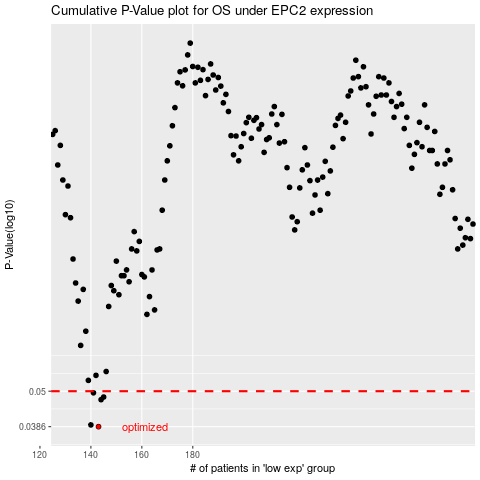 Cumulative P-Value plot for OS under EPC2 expression
P-Value(log10)
0.05
0.0386
optimized
120 140 160 180
# of patients in 'low exp' group